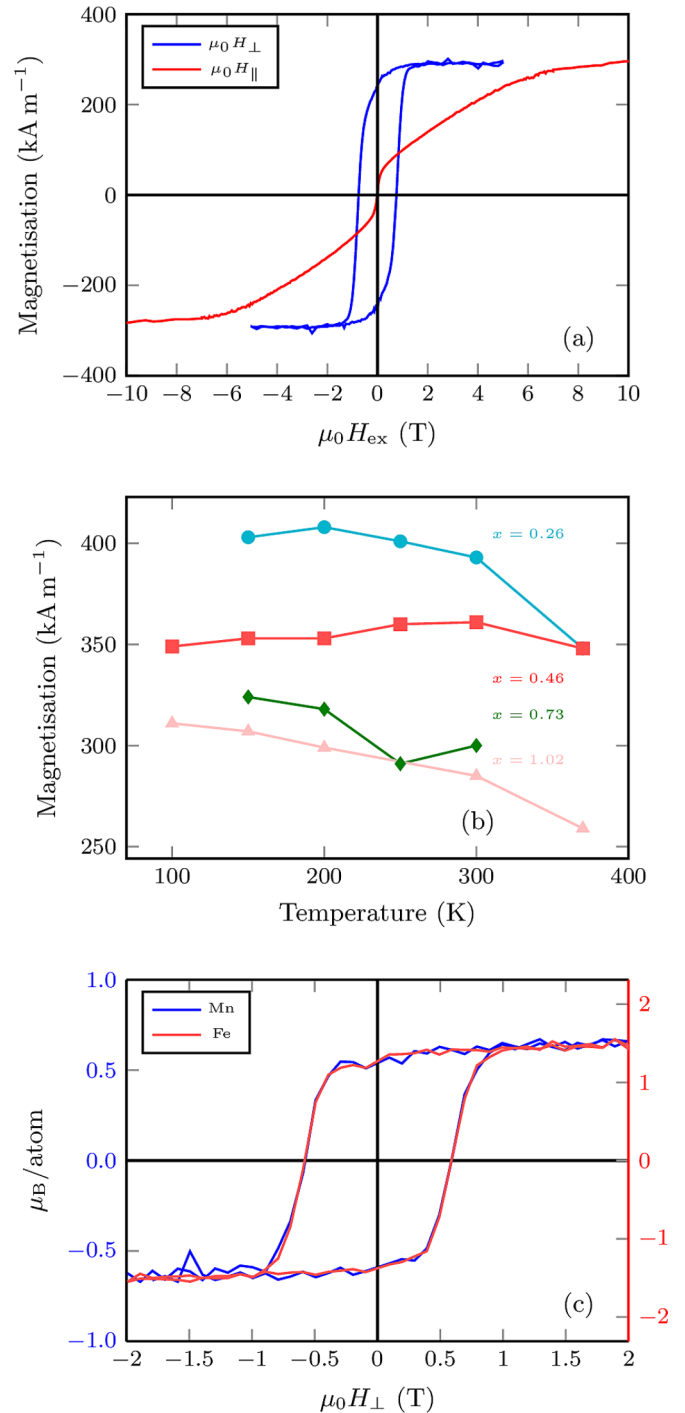 400
200
0
−200
−400
Magnetisation (kA m⁻¹)
μ₀H⊥
μ₀H∥
(a)
−10 −8 −6 −4 −2 0 2 4 6 8 10
μ₀Hₑₓ (T)
400
350
300
250
Magnetisation (kA m⁻¹)
x = 0.26
x = 0.46
x = 0.73
x = 1.02
(b)
100 200 300 400
Temperature (K)
1.0
0.5
0.0
−0.5
−1.0
μB/atom
Mn
Fe
2
1
0
−1
−2
(c)
−2 −1.5 −1 −0.5 0 0.5 1 1.5 2
μ₀H⊥ (T)